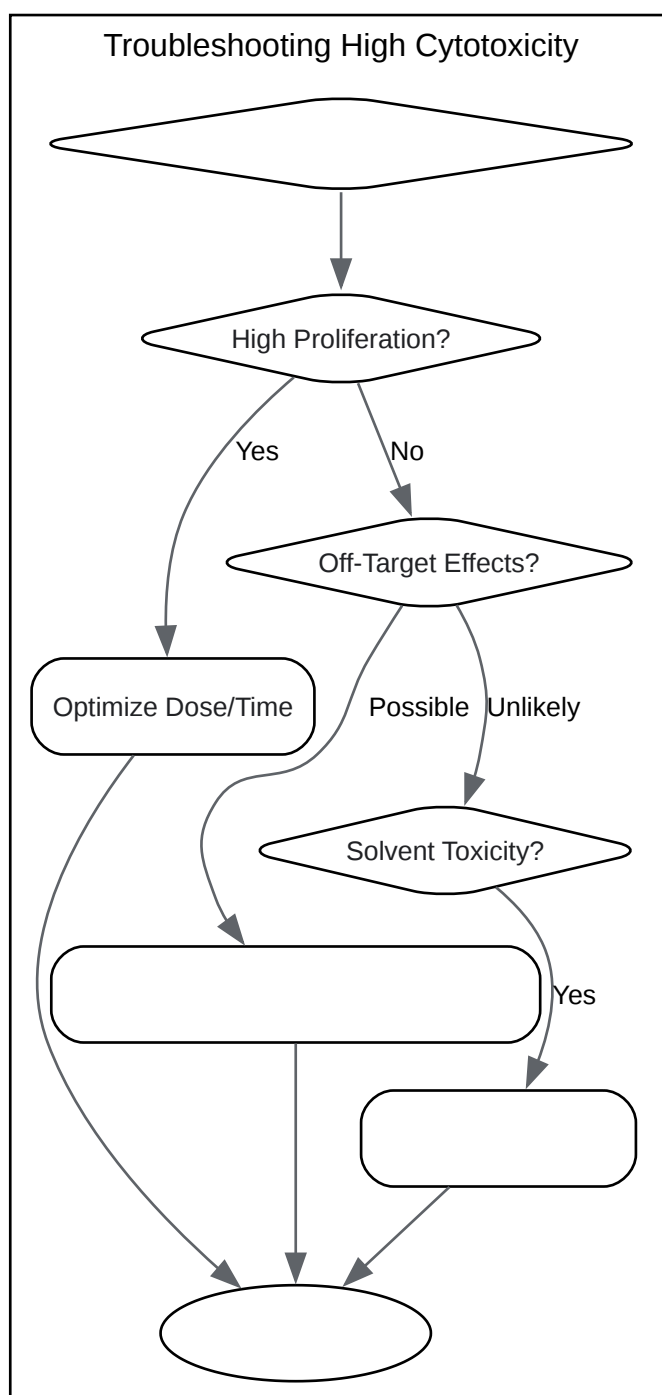 Troubleshooting High Cytotoxicity
High Proliferation?
Yes
No
Off-Target Effects?
Optimize Dose/Time
Possible
Unlikely
Solvent Toxicity?
Yes